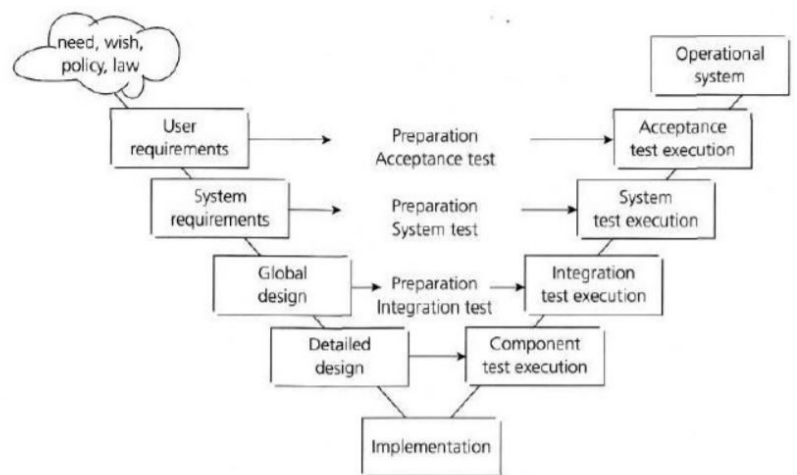 need, wish,
policy, law
Operational
system
User
requirements
Preparation
Acceptance test
Acceptance
test execution
System
requirements
Preparation
System test
System
test execution
Global
design
Preparation
Integration test
Integration
test execution
Detailed
design
Component
test execution
Implementation